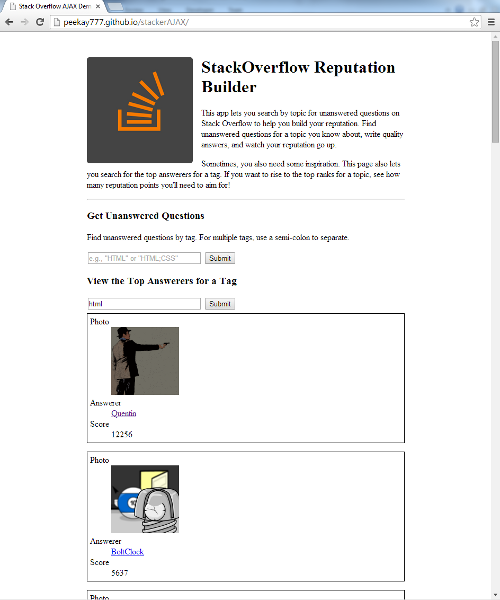 Stack Overflow AJAX Dem
peekay777.github.io/stackerAJAX/
StackOverflow Reputation
Builder
This app lets you search by topic for unanswered questions on
Stack Overflow to help you build your reputation. Find
unanswered questions for a topic you know about, write quality
answers, and watch your reputation go up.
Sometimes, you also need some inspiration. This page also lets
you search for the top answerers for a tag. If you want to rise to the top ranks for a topic, see how
many reputation points you'll need to aim for!
Get Unanswered Questions
Find unanswered questions by tag. For multiple tags, use a semi-colon to separate.
e.g., "HTML" or "HTML;CSS" Submit
View the Top Answerers for a Tag
html Submit
Photo
Answerer
Quentin
Score
12256
Photo
Answerer
BoltClock
Score
5637
Photo